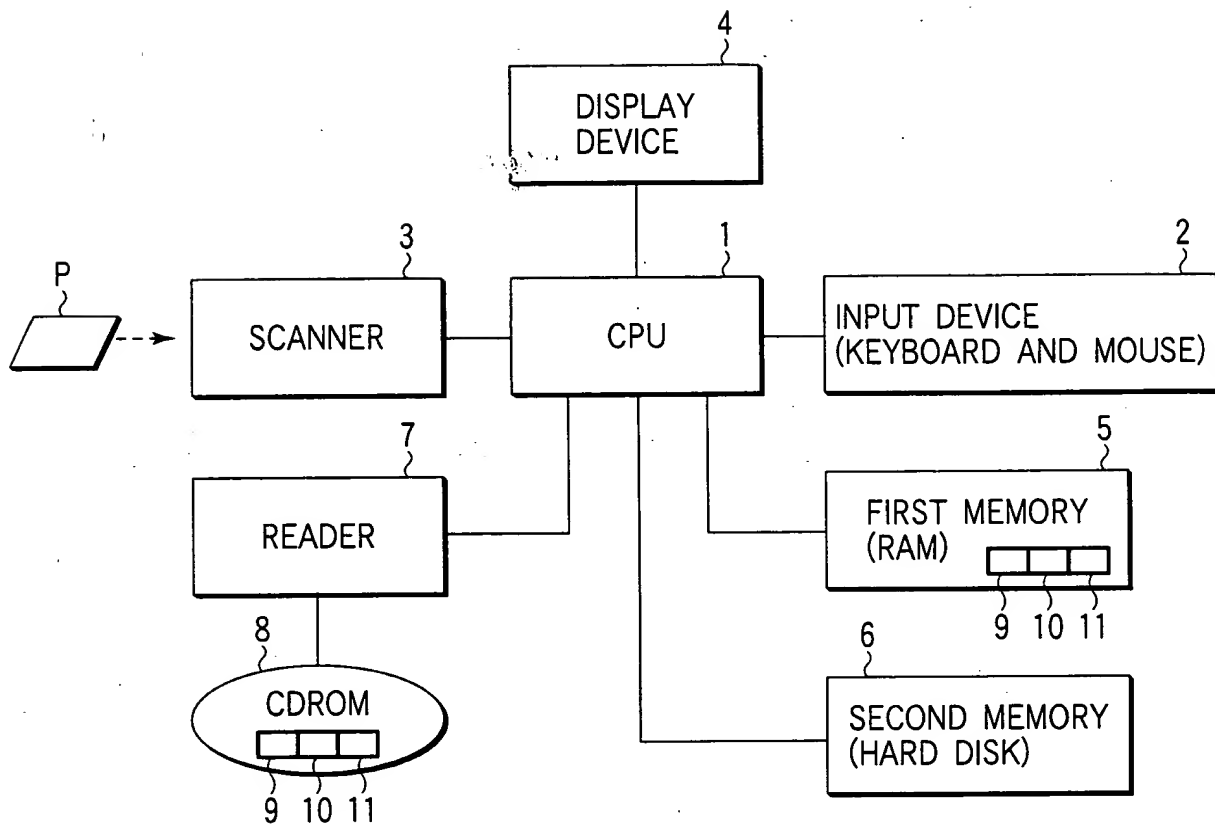 4
DISPLAY
DEVICE
P
3
SCANNER
1
CPU
2
INPUT DEVICE
(KEYBOARD AND MOUSE)
7
READER
5
FIRST MEMORY
(RAM)
9 10 11
8
CDROM
9 10 11
6
SECOND MEMORY
(HARD DISK)